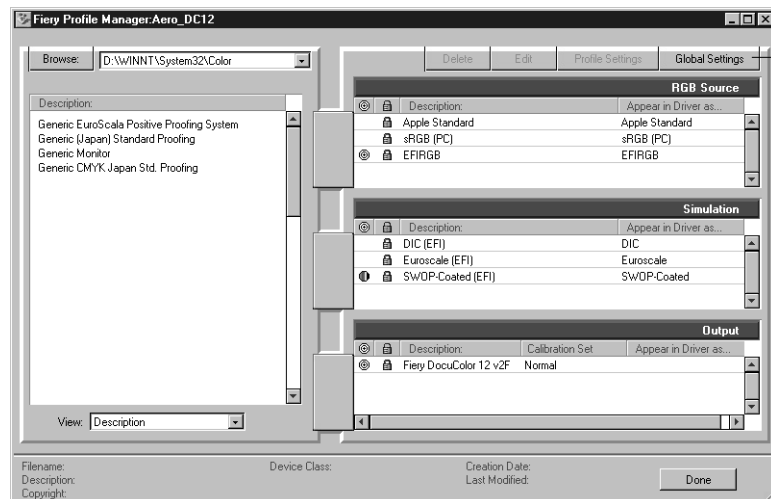 Fiery Profile Manager:Aero_DC12
Browse: D:\WINNT\System32\Color
Delete Edit Profile Settings Global Settings
Description:
Generic EuroScala Positive Proofing System
Generic (Japan) Standard Proofing
Generic Monitor
Generic CMYK Japan Std. Proofing
View: Description
RGB Source
Description: Appear in Driver as...
Apple Standard Apple Standard
sRGB (PC) sRGB (PC)
EFIRGB EFIRGB
Simulation
Description: Appear in Driver as...
DIC (EFI) DIC
Euroscale (EFI) Euroscale
SWOP-Coated (EFI) SWOP-Coated
Output
Description: Calibration Set Appear in Driver as...
Fiery DocuColor 12 v2F Normal
Filename: Device Class: Creation Date:
Description: Last Modified:
Copyright:
Done